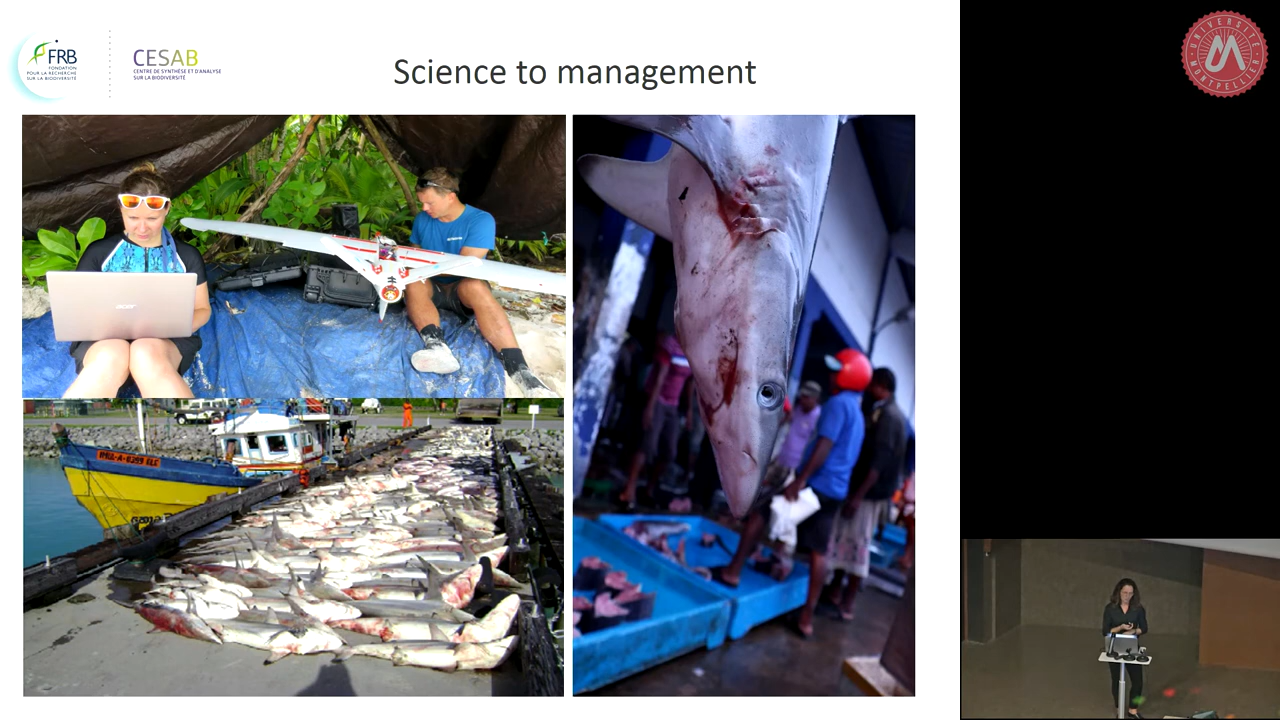 FRB
FONDATION
POUR LA RECHERCHE
SUR LA BIODIVERSITÉ
CESAB
CENTRE DE SYNTHÈSE ET D'ANALYSE
SUR LA BIODIVERSITÉ
Science to management
UNIVERSITÉ
MONTPELLIER
acer